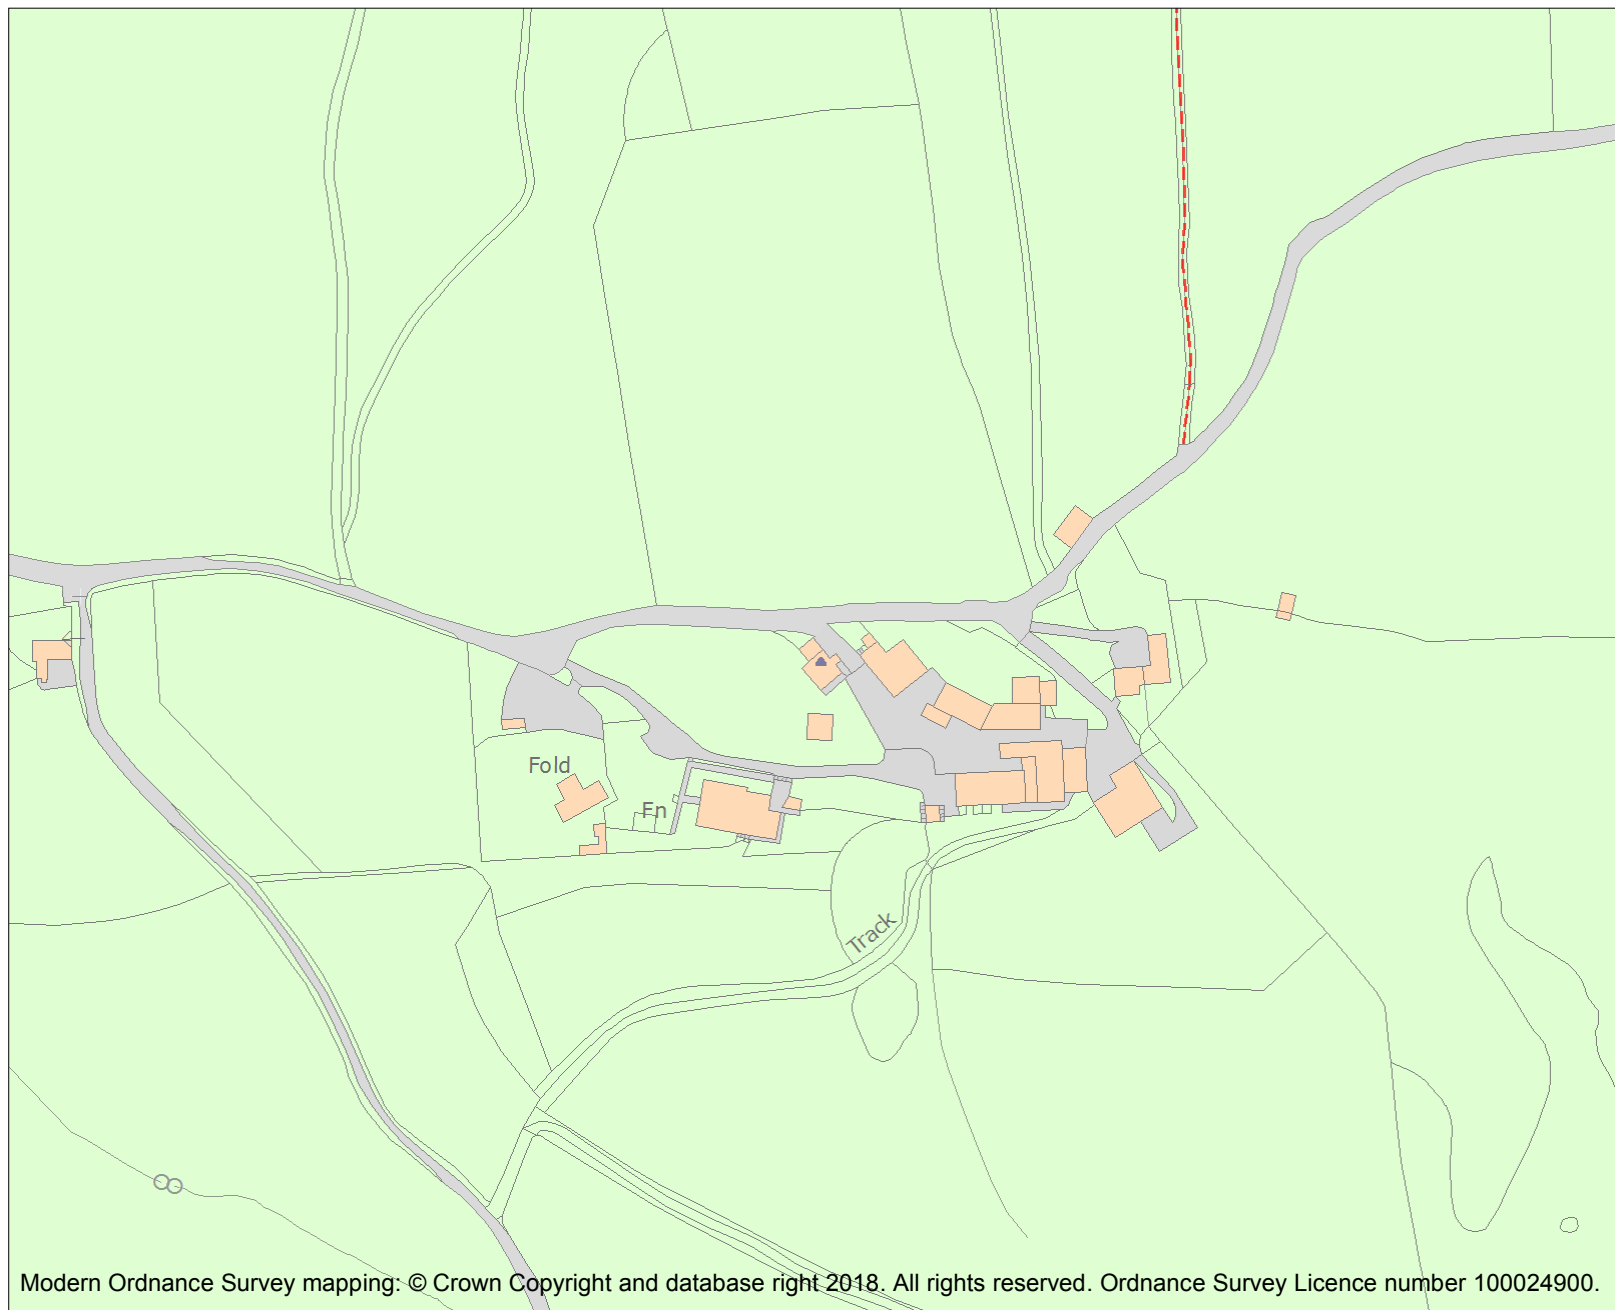 Fold
Fn
Track
Modern Ordnance Survey mapping: © Crown Copyright and database right 2018. All rights reserved. Ordnance Survey Licence number 100024900.